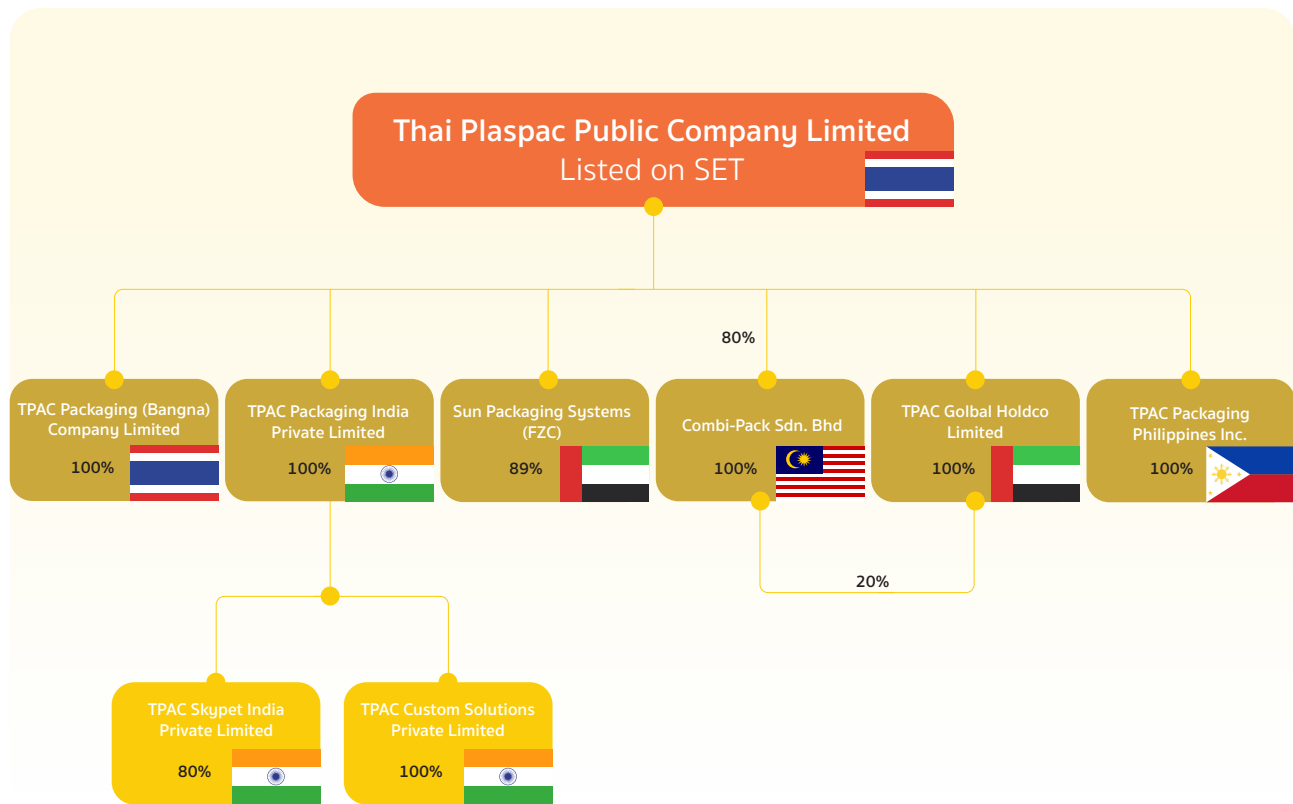 Thai Plaspac Public Company Limited
Listed on SET
80%
TPAC Packaging (Bangna)
Company Limited
100%
TPAC Packaging India
Private Limited
100%
Sun Packaging Systems
(FZC)
89%
Combi-Pack Sdn. Bhd
100%
TPAC Golbal Holdco
Limited
100%
TPAC Packaging
Philippines Inc.
100%
20%
TPAC Skypet India
Private Limited
80%
TPAC Custom Solutions
Private Limited
100%